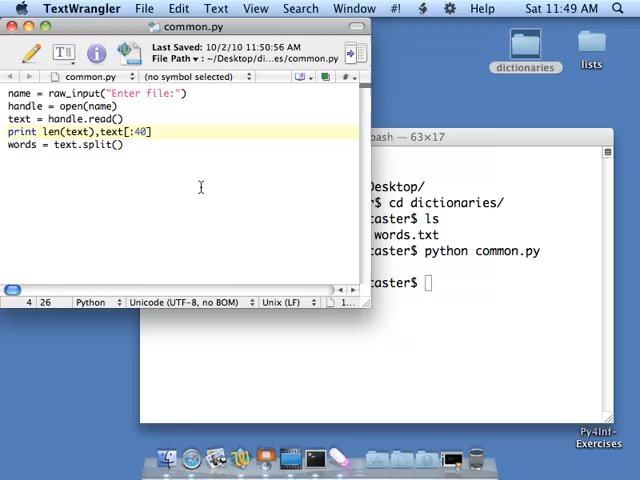 TextWrangler File Edit Text View Search Window #! Help Sat 11:49 AM
common.py
Last Saved: 10/2/10 11:50:56 AM
File Path ▾ : ~/Desktop/di…es/common.py
common.py (no symbol selected) #
name = raw_input("Enter file:")
handle = open(name)
text = handle.read()
print len(text),text[:40]
words = text.split()
4 26 Python Unicode (UTF-8, no BOM) Unix (LF) 1…
dictionaries
lists
bash — 63×17
Desktop/
caster$ cd dictionaries/
caster$ ls
words.txt
caster$ python common.py
caster$
Py4Inf-
Exercises